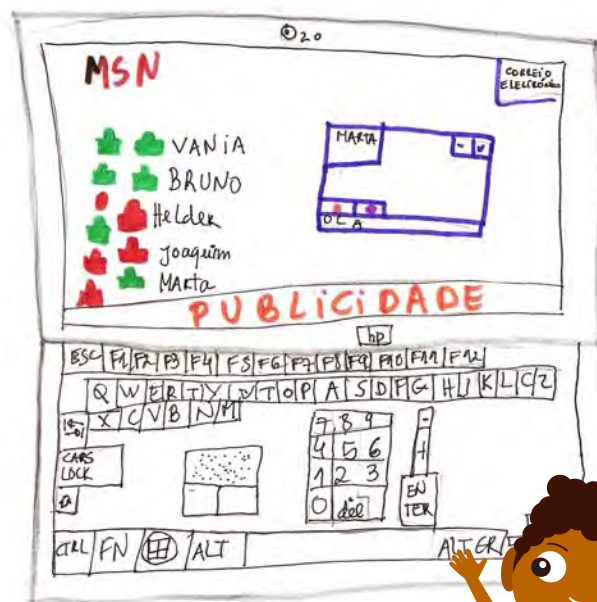 20
MSN
CORREIO
ELECTRÓNICO
VANiA
BRUNO
Helder
Joaquim
MARta
MARTA
OLA
PUBLiCiDADE
hp
ESC F1 F2 F3 F4 F5 F6 F7 F8 F9 F10 F11 F12
Q W E R T Y U T O P A S D F G H J K L Ç Z
X C V B N M
7 8 9 -
CAPS
LOCK
4 5 6 +
1 2 3
0 del
EN
TER
CTRL FN ALT ALT GR